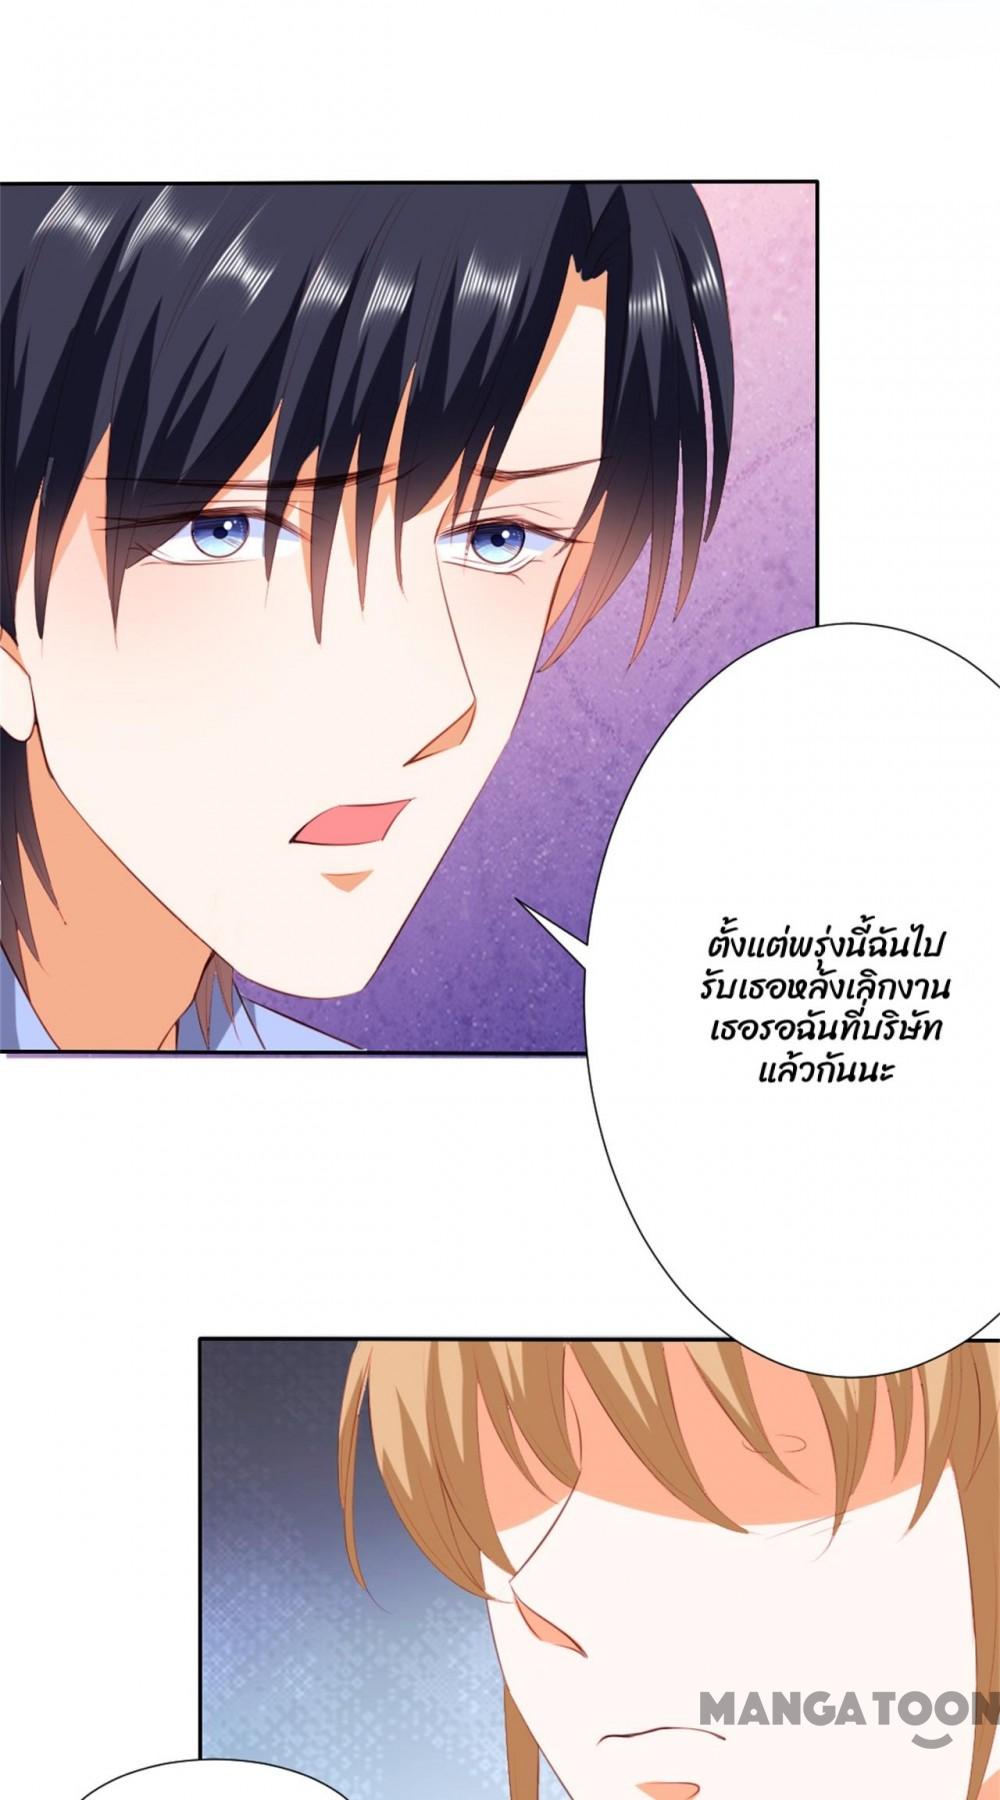 ตั้งแต่พรุ่งนี้ฉันไป
รับเธอหลังเลิกงาน
เธอรอฉันที่บริษัท
แล้วกันนะ
MANGATOON